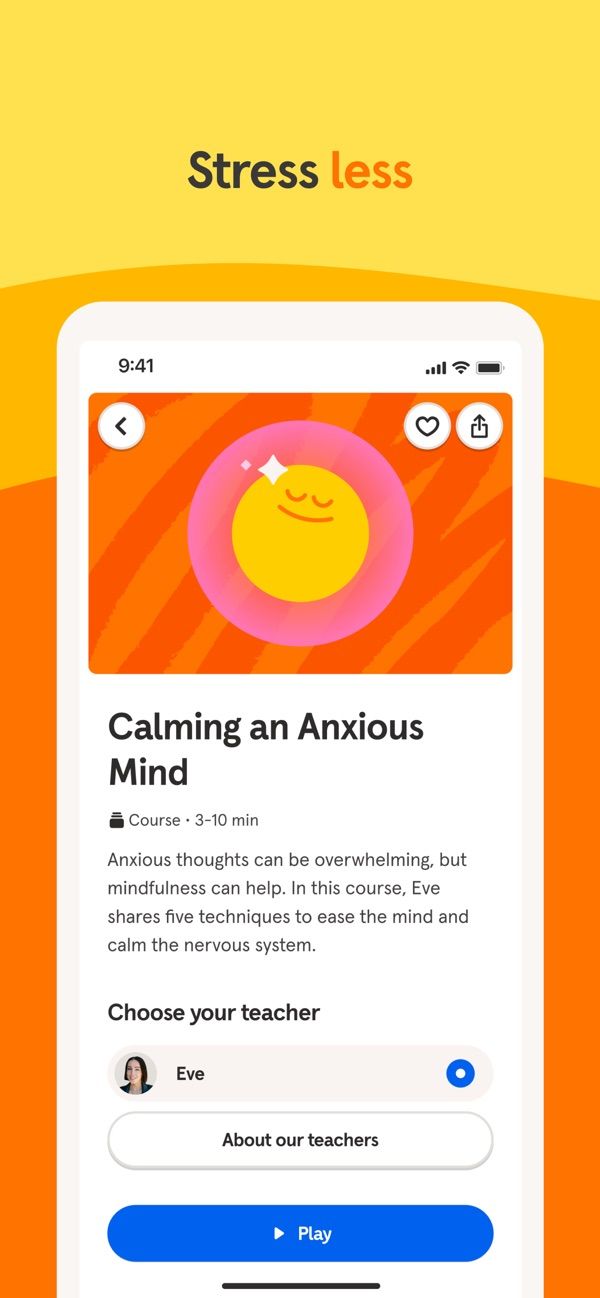 Stress less
9:41
Calming an Anxious
Mind
Course • 3-10 min
Anxious thoughts can be overwhelming, but
mindfulness can help. In this course, Eve
shares five techniques to ease the mind and
calm the nervous system.
Choose your teacher
Eve
About our teachers
Play